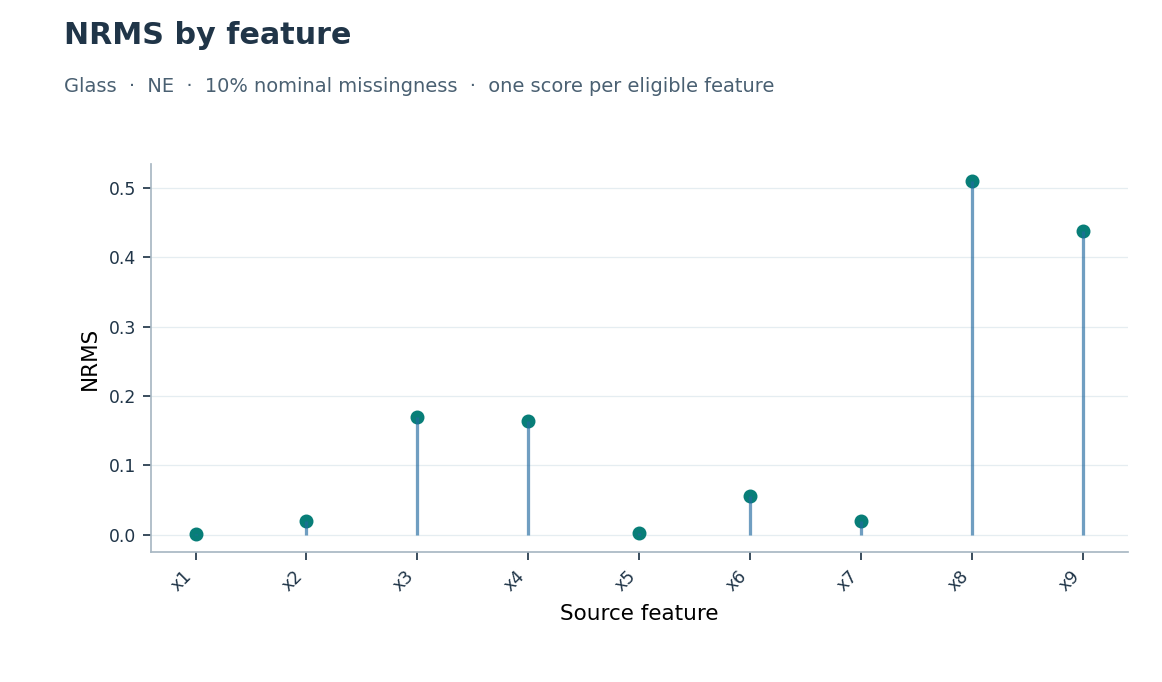 NRMS by feature
Glass · NE · 10% nominal missingness · one score per eligible feature
0.5
0.4
0.3
0.2
0.1
0.0
NRMS
x1 x2 x3 x4 x5 x6 x7 x8 x9
Source feature